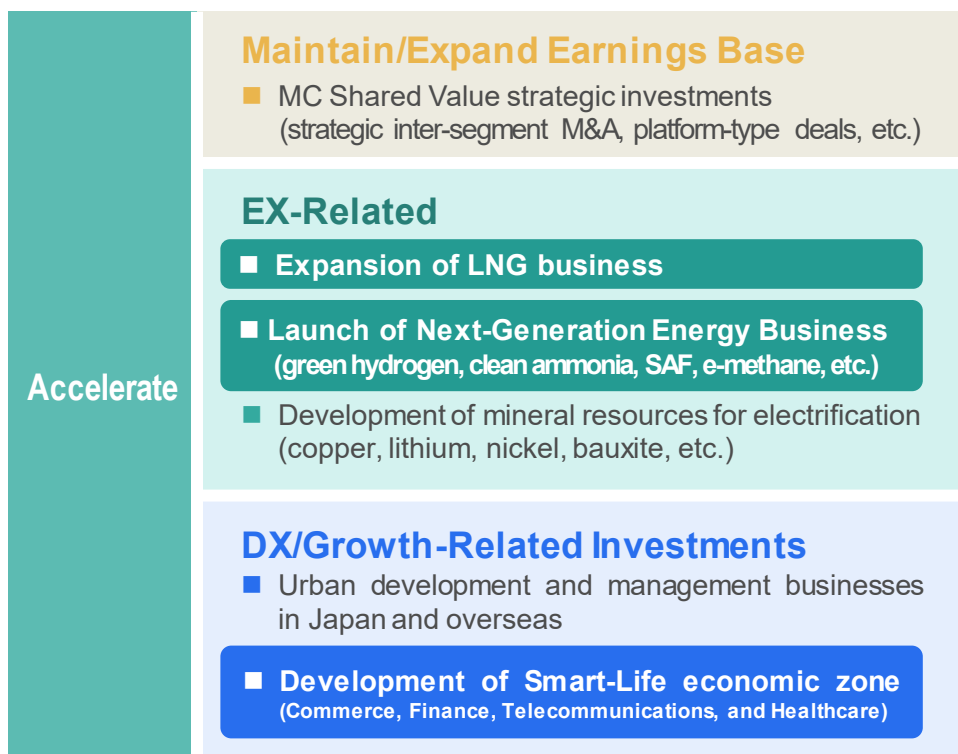 Accelerate
Maintain/Expand Earnings Base
■ MC Shared Value strategic investments
(strategic inter-segment M&A, platform-type deals, etc.)
EX-Related
■ Expansion of LNG business
■ Launch of Next-Generation Energy Business
(green hydrogen, clean ammonia, SAF, e-methane, etc.)
■ Development of mineral resources for electrification
(copper, lithium, nickel, bauxite, etc.)
DX/Growth-Related Investments
■ Urban development and management businesses
in Japan and overseas
■ Development of Smart-Life economic zone
(Commerce, Finance, Telecommunications, and Healthcare)